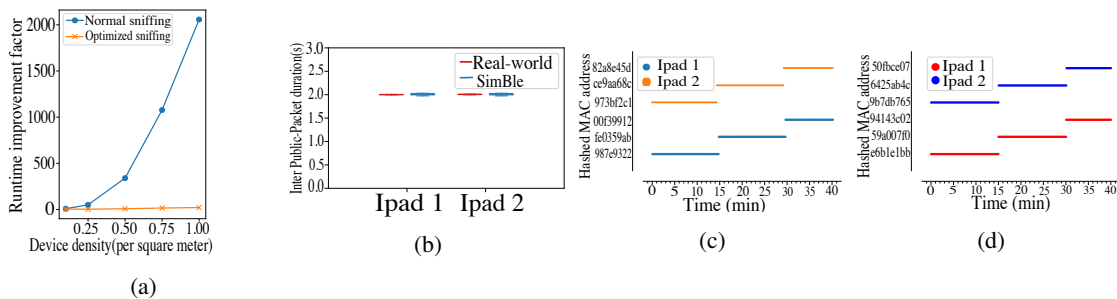 Runtime improvement factor
2000
1500
1000
500
0
Normal sniffing
Optimized sniffing
0.25 0.50 0.75 1.00
Device density(per square meter)
(a)
Inter Public-Packet duration(s)
3.0
2.5
2.0
1.5
1.0
0.5
0.0
Real-world
SimBle
Ipad 1 Ipad 2
(b)
Hashed MAC address
82a8e45d
ce9aa68c
973bf2c1
00f39912
fe0359ab
987e9322
Ipad 1
Ipad 2
0 5 10 15 20 25 30 35 40
Time (min)
(c)
Hashed MAC address
50fbce07
6425ab4c
9b7db765
94143c02
59a007f0
e6b1e1bb
Ipad 1
Ipad 2
0 5 10 15 20 25 30 35 40
Time (min)
(d)